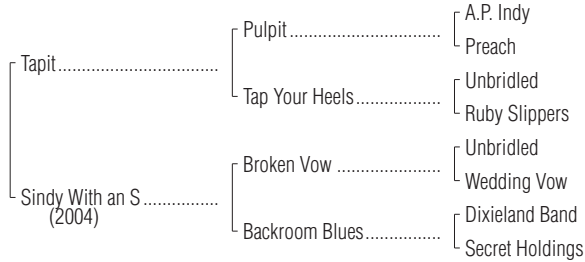 A.P. Indy
Pulpit
Preach
Tapit
Unbridled
Tap Your Heels
Ruby Slippers
Unbridled
Broken Vow
Wedding Vow
Sindy With an S
(2004)
Dixieland Band
Backroom Blues
Secret Holdings